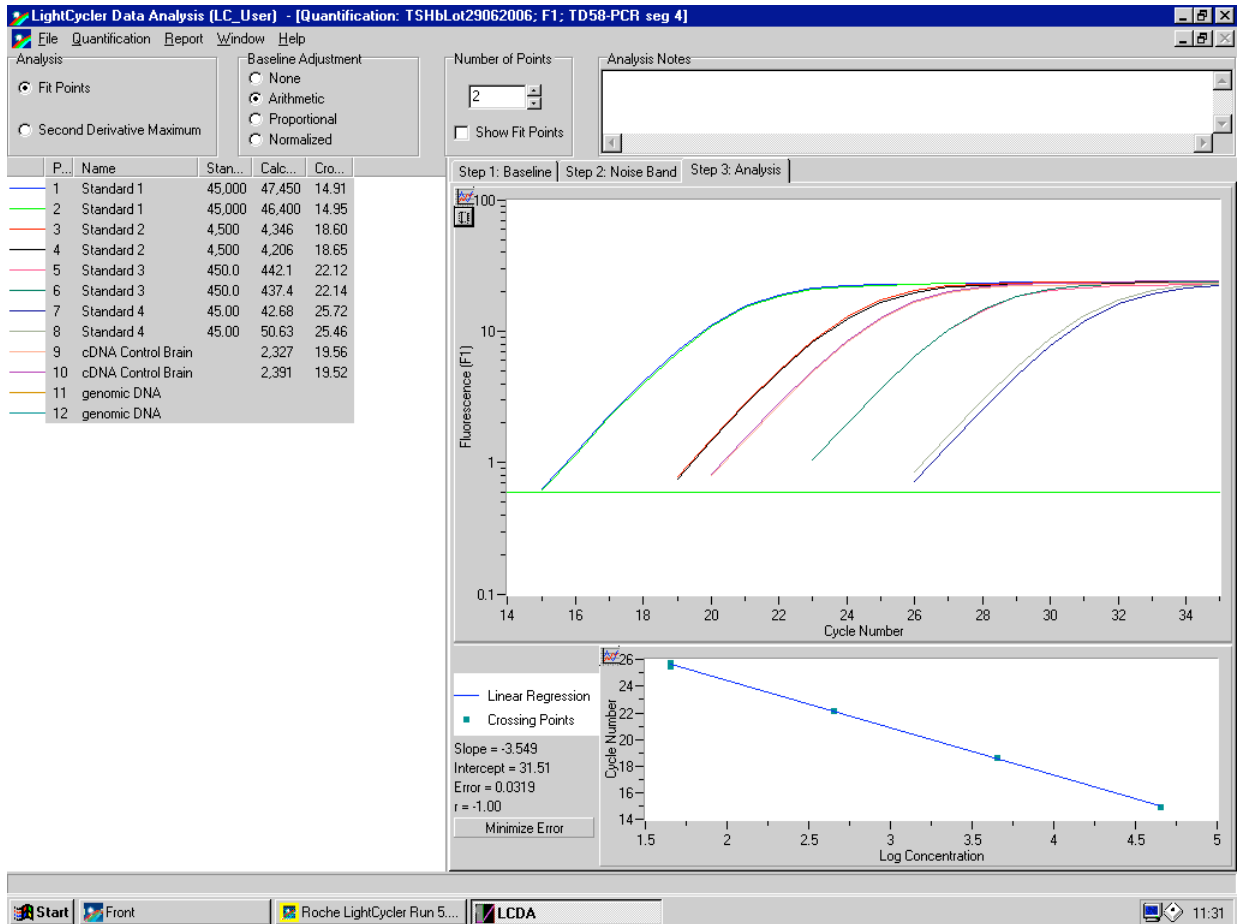 LightCycler Data Analysis (LC_User) - [Quantification: TSHbLot29062006; F1; TD58-PCR seg 4]
File Quantification Report Window Help
Analysis
Fit Points
Second Derivative Maximum
Baseline Adjustment
None
Arithmetic
Proportional
Normalized
Number of Points
2
Show Fit Points
Analysis Notes
P... Name Stan... Calc... Cro...
1 Standard 1 45,000 47,450 14.91
2 Standard 1 45,000 46,400 14.95
3 Standard 2 4,500 4,346 18.60
4 Standard 2 4,500 4,206 18.65
5 Standard 3 450.0 442.1 22.12
6 Standard 3 450.0 437.4 22.14
7 Standard 4 45.00 42.68 25.72
8 Standard 4 45.00 50.63 25.46
9 cDNA Control Brain 2,327 19.56
10 cDNA Control Brain 2,391 19.52
11 genomic DNA
12 genomic DNA
Step 1: Baseline Step 2: Noise Band Step 3: Analysis
100
10
1
0.1
Fluorescence (F1)
14 16 18 20 22 24 26 28 30 32 34
Cycle Number
Linear Regression
Crossing Points
Slope = -3.549
Intercept = 31.51
Error = 0.0319
r = -1.00
Minimize Error
26
24
22
20
18
16
14
Cycle Number
1.5 2 2.5 3 3.5 4 4.5 5
Log Concentration
Start Front Roche LightCycler Run 5.... LCDA 11:31